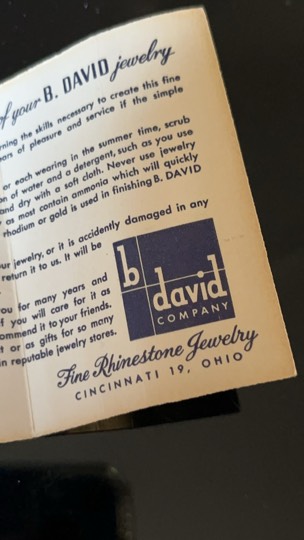 of your B. DAVID jewelry
rning the skills necessary to create this fine
ars of pleasure and service if the simple
or each wearing in the summer time, scrub
on of water and a detergent, such as you use
and dry with a soft cloth. Never use jewelry
as most contain ammonia which will quickly
rhodium or gold is used in finishing B. DAVID
ur jewelry, or it is accidently damaged in any
return it to us. It will be
ou for many years and
f you will care for it as
ommend it to your friends.
t or as gifts for so many
in reputable jewelry stores.
b
david
COMPANY
Fine Rhinestone Jewelry
CINCINNATI 19, OHIO